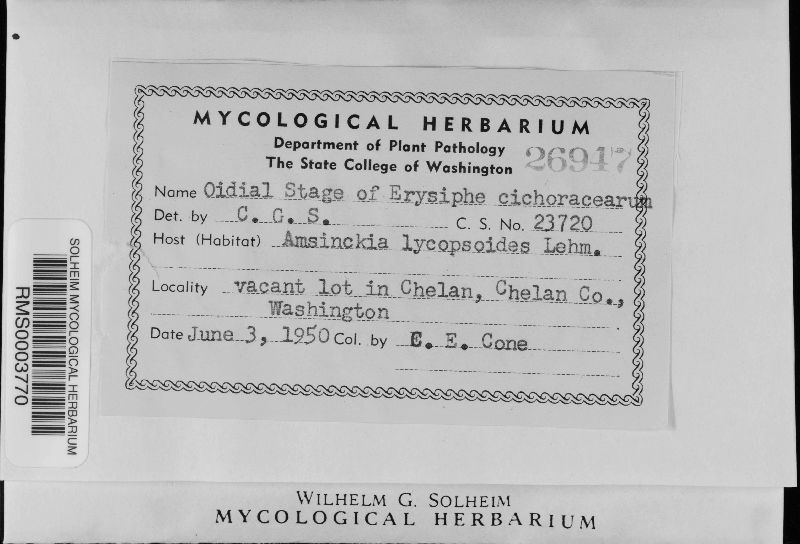 MYCOLOGICAL HERBARIUM
Department of Plant Pathology
The State College of Washington
26947
Name Oidial Stage of Erysiphe cichoracearum
Det. by C. G. S. C. S. No. 23720
Host (Habitat) Amsinckia lycopsoides Lehm.
Locality vacant lot in Chelan, Chelan Co.,
Washington
Date June 3, 1950 Col. by E. E. Cone
SOLHEIM MYCOLOGICAL HERBARIUM
RMS0003770
WILHELM G. SOLHEIM
MYCOLOGICAL HERBARIUM